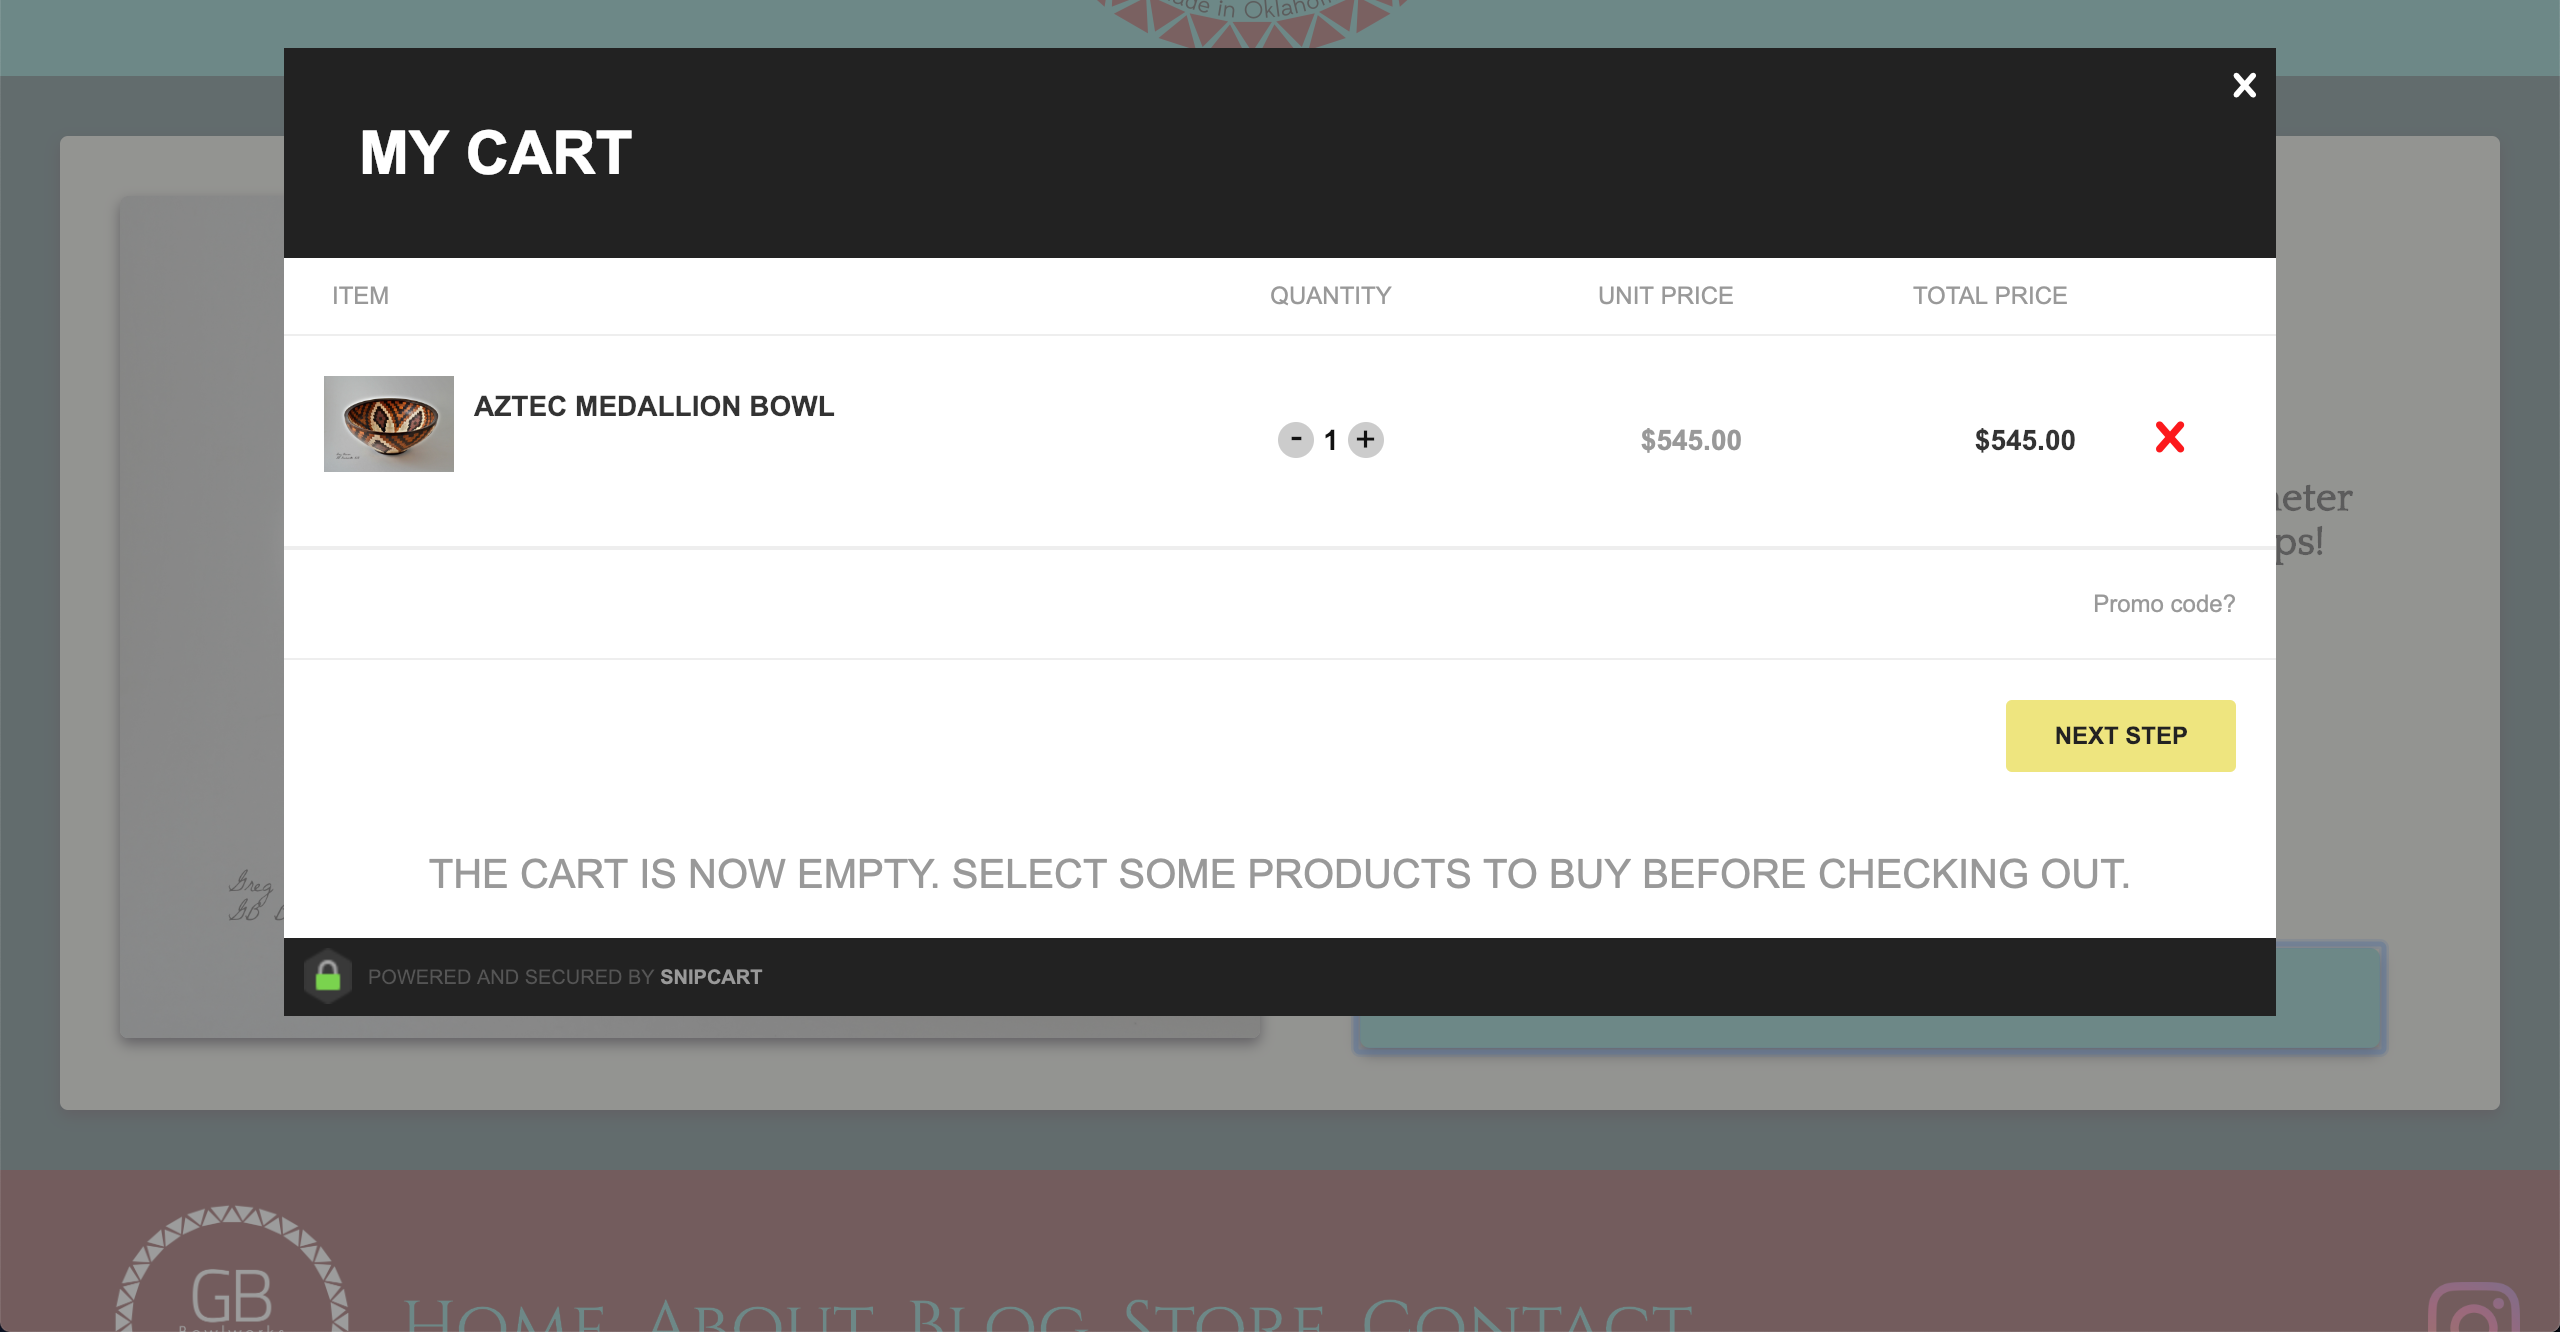 ade in Oklahom
X
MY CART
ITEM QUANTITY UNIT PRICE TOTAL PRICE
AZTEC MEDALLION BOWL
- 1 + $545.00 $545.00
eter
ps!
Promo code?
NEXT STEP
THE CART IS NOW EMPTY. SELECT SOME PRODUCTS TO BUY BEFORE CHECKING OUT.
Greg
GB
POWERED AND SECURED BY SNIPCART
GB
Bowlworks
HOME ABOUT BLOG STORE CONTACT